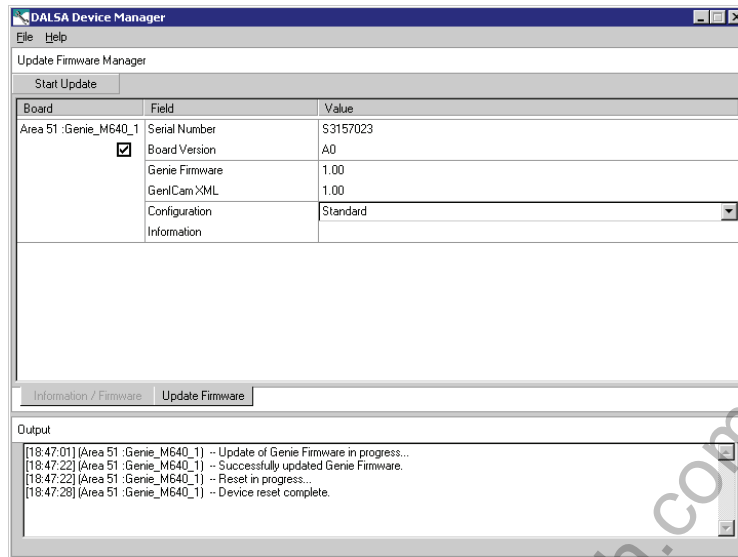 DALSA Device Manager
File Help
Update Firmware Manager
Start Update
Board Field Value
Area 51 :Genie_M640_1 Serial Number S3157023
Board Version A0
Genie Firmware 1.00
GenICam XML 1.00
Configuration Standard
Information
Information / Firmware Update Firmware
Output
[18:47:01] (Area 51 :Genie_M640_1) -- Update of Genie Firmware in progress...
[18:47:22] (Area 51 :Genie_M640_1) -- Successfully updated Genie Firmware.
[18:47:22] (Area 51 :Genie_M640_1) -- Reset in progress...
[18:47:28] (Area 51 :Genie_M640_1) -- Device reset complete.
.com